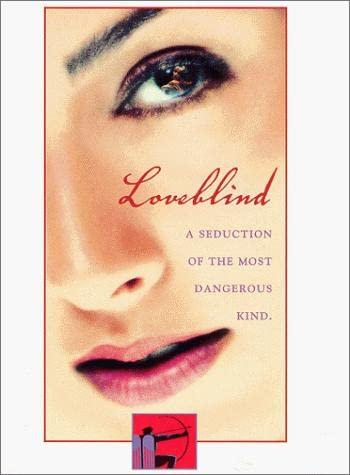 Loveblind
A SEDUCTION
OF THE MOST
DANGEROUS
KIND.